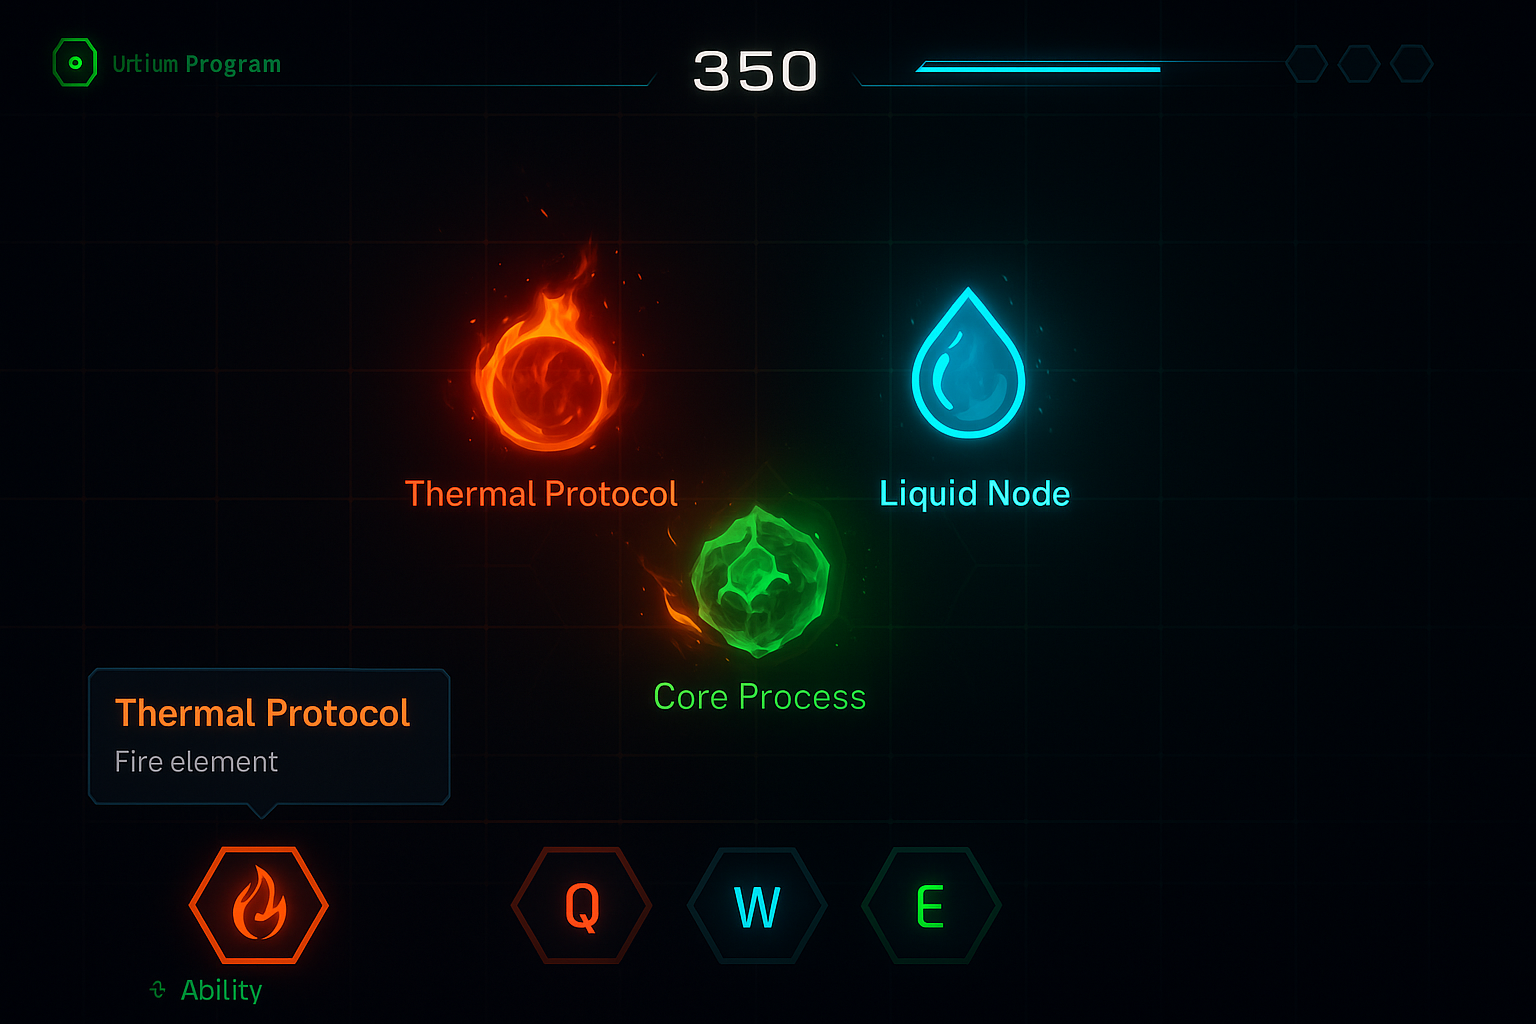 Urtium Program
350
Thermal Protocol
Liquid Node
Core Process
Thermal Protocol
Fire element
Q
W
E
Ability